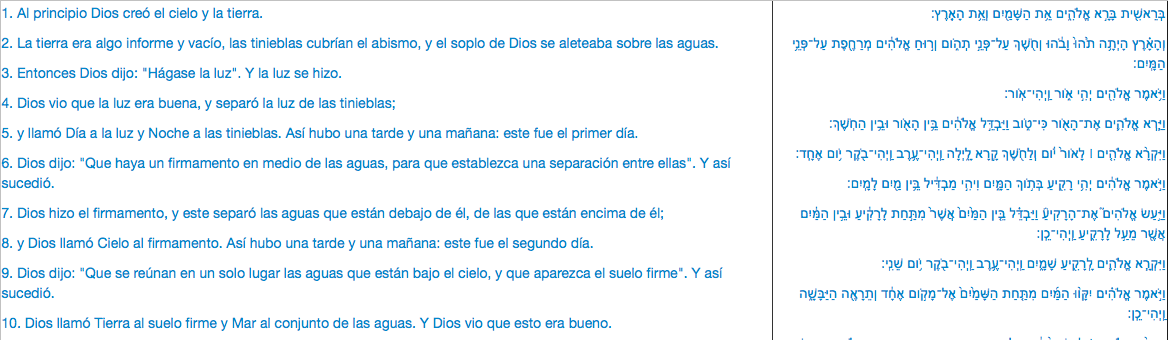 1. Al principio Dios creó el cielo y la tierra.
2. La tierra era algo informe y vacío, las tinieblas cubrían el abismo, y el soplo de Dios se aleteaba sobre las aguas.
3. Entonces Dios dijo: "Hágase la luz". Y la luz se hizo.
4. Dios vio que la luz era buena, y separó la luz de las tinieblas;
5. y llamó Día a la luz y Noche a las tinieblas. Así hubo una tarde y una mañana: este fue el primer día.
6. Dios dijo: "Que haya un firmamento en medio de las aguas, para que establezca una separación entre ellas". Y así
sucedió.
7. Dios hizo el firmamento, y este separó las aguas que están debajo de él, de las que están encima de él;
8. y Dios llamó Cielo al firmamento. Así hubo una tarde y una mañana: este fue el segundo día.
9. Dios dijo: "Que se reúnan en un solo lugar las aguas que están bajo el cielo, y que aparezca el suelo firme". Y así
sucedió.
10. Dios llamó Tierra al suelo firme y Mar al conjunto de las aguas. Y Dios vio que esto era bueno.
בְּרֵאשִׁ֖ית בָּרָ֣א אֱלֹהִ֑ים אֵ֥ת הַשָּׁמַ֖יִם וְאֵ֥ת הָאָֽרֶץ׃
וְהָאָ֗רֶץ הָיְתָ֥ה תֹ֙הוּ֙ וָבֹ֔הוּ וְחֹ֖שֶׁךְ עַל־פְּנֵ֣י תְה֑וֹם וְר֣וּחַ אֱלֹהִ֔ים מְרַחֶ֖פֶת עַל־פְּנֵ֥י
הַמָּֽיִם׃
וַיֹּ֥אמֶר אֱלֹהִ֖ים יְהִ֣י א֑וֹר וַֽיְהִי־אֽוֹר׃
וַיַּ֧רְא אֱלֹהִ֛ים אֶת־הָא֖וֹר כִּי־ט֑וֹב וַיַּבְדֵּ֣ל אֱלֹהִ֔ים בֵּ֥ין הָא֖וֹר וּבֵ֥ין הַחֹֽשֶׁךְ׃
וַיִּקְרָ֨א אֱלֹהִ֤ים ׀ לָאוֹר֙ י֔וֹם וְלַחֹ֖שֶׁךְ קָ֣רָא לָ֑יְלָה וַֽיְהִי־עֶ֥רֶב וַֽיְהִי־בֹ֖קֶר י֥וֹם אֶחָֽד׃
וַיֹּ֣אמֶר אֱלֹהִ֔ים יְהִ֥י רָקִ֖יעַ בְּת֣וֹךְ הַמָּ֑יִם וִיהִ֣י מַבְדִּ֔יל בֵּ֥ין מַ֖יִם לָמָֽיִם׃
וַיַּ֣עַשׂ אֱלֹהִים֮ אֶת־הָרָקִיעַ֒ וַיַּבְדֵּ֗ל בֵּ֤ין הַמַּ֙יִם֙ אֲשֶׁר֙ מִתַּ֣חַת לָרָקִ֔יעַ וּבֵ֣ין הַמַּ֔יִם
אֲשֶׁ֖ר מֵעַ֣ל לָרָקִ֑יעַ וַֽיְהִי־כֵֽן׃
וַיִּקְרָ֧א אֱלֹהִ֛ים לָֽרָקִ֖יעַ שָׁמָ֑יִם וַֽיְהִי־עֶ֥רֶב וַֽיְהִי־בֹ֖קֶר י֥וֹם שֵׁנִֽי׃
וַיֹּ֣אמֶר אֱלֹהִ֗ים יִקָּו֨וּ הַמַּ֜יִם מִתַּ֤חַת הַשָּׁמַ֙יִם֙ אֶל־מָק֣וֹם אֶחָ֔ד וְתֵרָאֶ֖ה הַיַּבָּשָׁ֑ה
וַֽיְהִי־כֵֽן׃